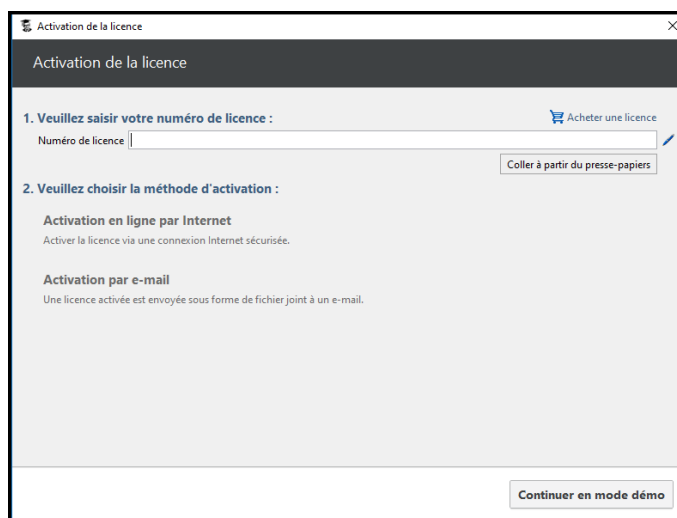 Activation de la licence
Activation de la licence
1. Veuillez saisir votre numéro de licence :
Acheter une licence
Numéro de licence
Coller à partir du presse-papiers
2. Veuillez choisir la méthode d'activation :
Activation en ligne par Internet
Activer la licence via une connexion Internet sécurisée.
Activation par e-mail
Une licence activée est envoyée sous forme de fichier joint à un e-mail.
Continuer en mode démo